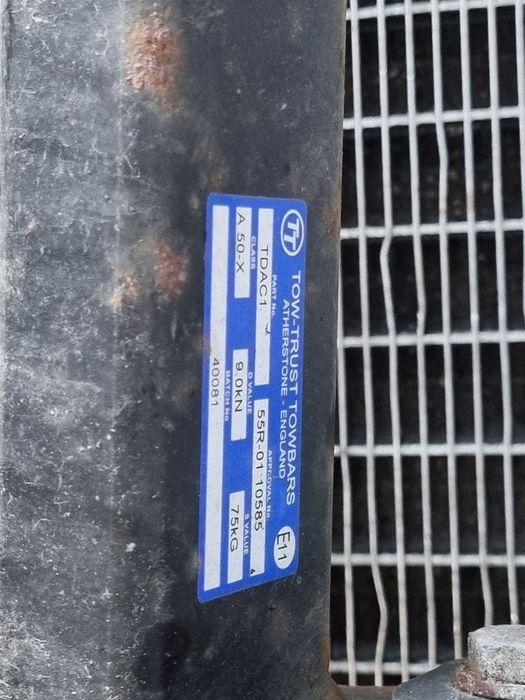 TT TOW-TRUST TOWBARS
ATHERSTONE - ENGLAND
E11
PART No. APPROVAL No.
TDAC1 55R-01 10585
CLASS D VALUE S VALUE
A 50-X 9.0kN 75kG
BATCH No
40081